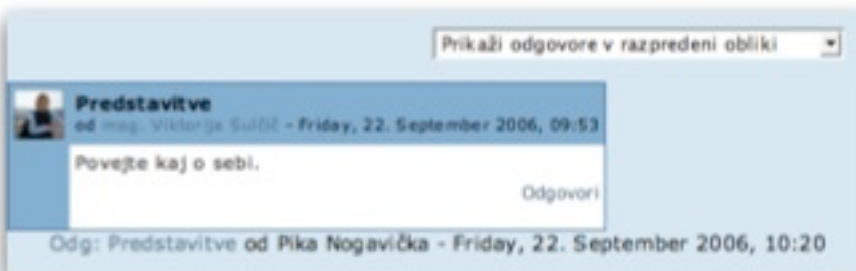 Prikaži odgovore v razpredeni obliki
Predstavitve
od mag. Viktorija Sulčič - Friday, 22. September 2006, 09:53
Povejte kaj o sebi.
Odgovori
Odg: Predstavitve od Pika Nogavička - Friday, 22. September 2006, 10:20